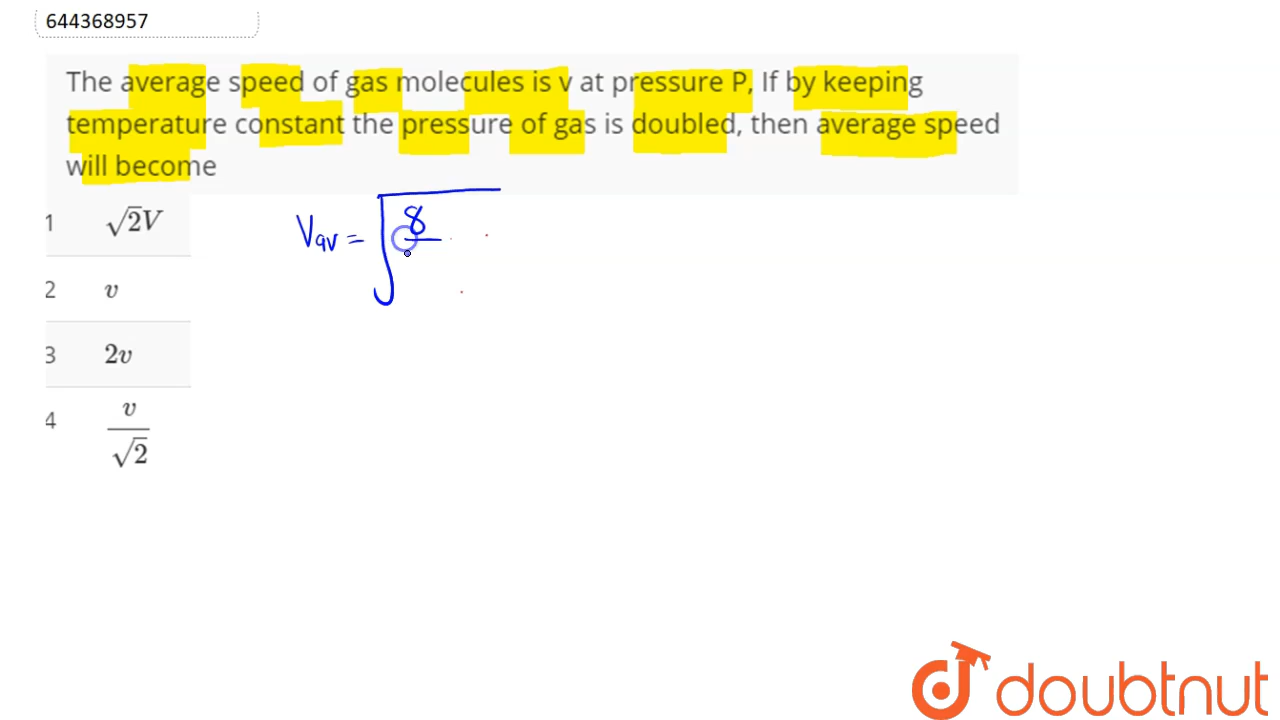 644368957
The average speed of gas molecules is v at pressure P, If by keeping
temperature constant the pressure of gas is doubled, then average speed
will become
1 √2V
2 v
3 2v
4 v/√2
Vav = √8
doubtnut